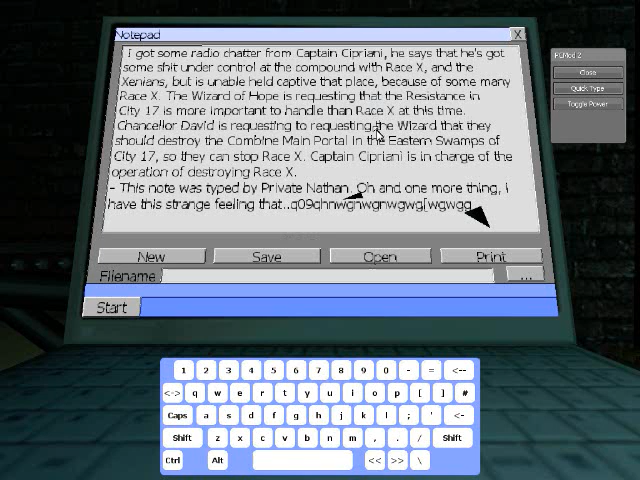 Notepad
X
I got some radio chatter from Captain Cipriani, he says that he's got
some shit under control at the compound with Race X, and the
Xenians, but is unable held captive that place, because of some many
Race X. The Wizard of Hope is requesting that the Resistance in
City 17 is more important to handle than Race X at this time.
Chancellor David is requesting to requesting the Wizard that they
should destroy the Combine Main Portal in the Eastern Swamps of
City 17, so they can stop Race X. Captain Cipriani is in charge of the
operation of destroying Race X.
- This note was typed by Private Nathan. Oh and one more thing, i
have this strange feeling that..q09qhnwgnwgnwgwg[wgwgg
New Save Open Print
Filename ...
Start
PCMod 2
Close
Quick Type
Toggle Power
1 2 3 4 5 6 7 8 9 0 - = <--
<-> q w e r t y u i o p [ ] #
Caps a s d f g h j k l ; ' <-
Shift z x c v b n m , . / Shift
Ctrl Alt << >> \